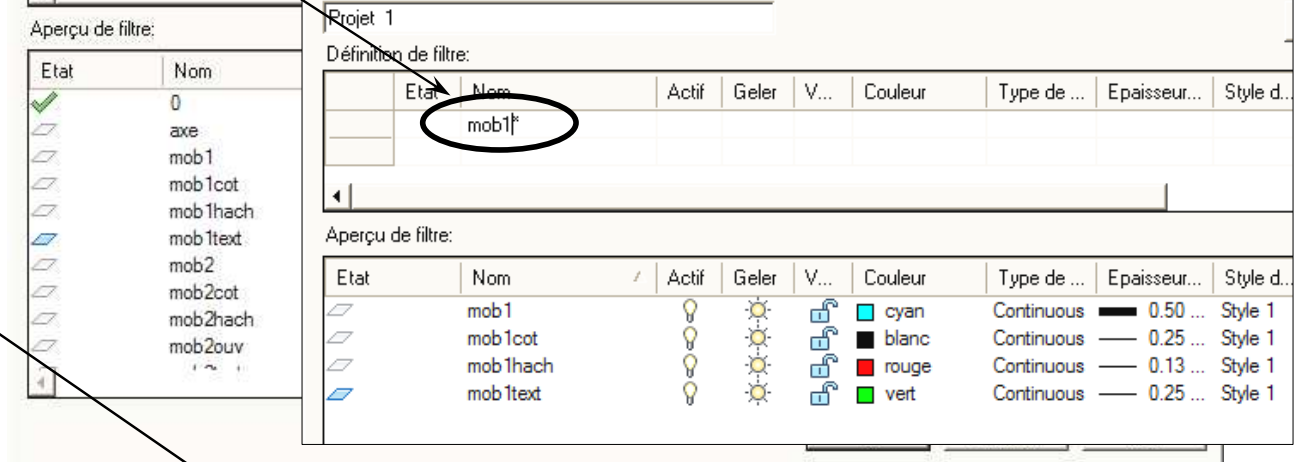 Aperçu de filtre:
Etat Nom
0
axe
mob1
mob1cot
mob1hach
mob1text
mob2
mob2cot
mob2hach
mob2ouv
Projet 1
Définition de filtre:
Etat Nom Actif Geler V... Couleur Type de ... Epaisseur... Style d...
mob1*
Aperçu de filtre:
Etat Nom Actif Geler V... Couleur Type de ... Epaisseur... Style d...
mob1 cyan Continuous 0.50 ... Style 1
mob1cot blanc Continuous 0.25 ... Style 1
mob1hach rouge Continuous 0.13 ... Style 1
mob1text vert Continuous 0.25 ... Style 1